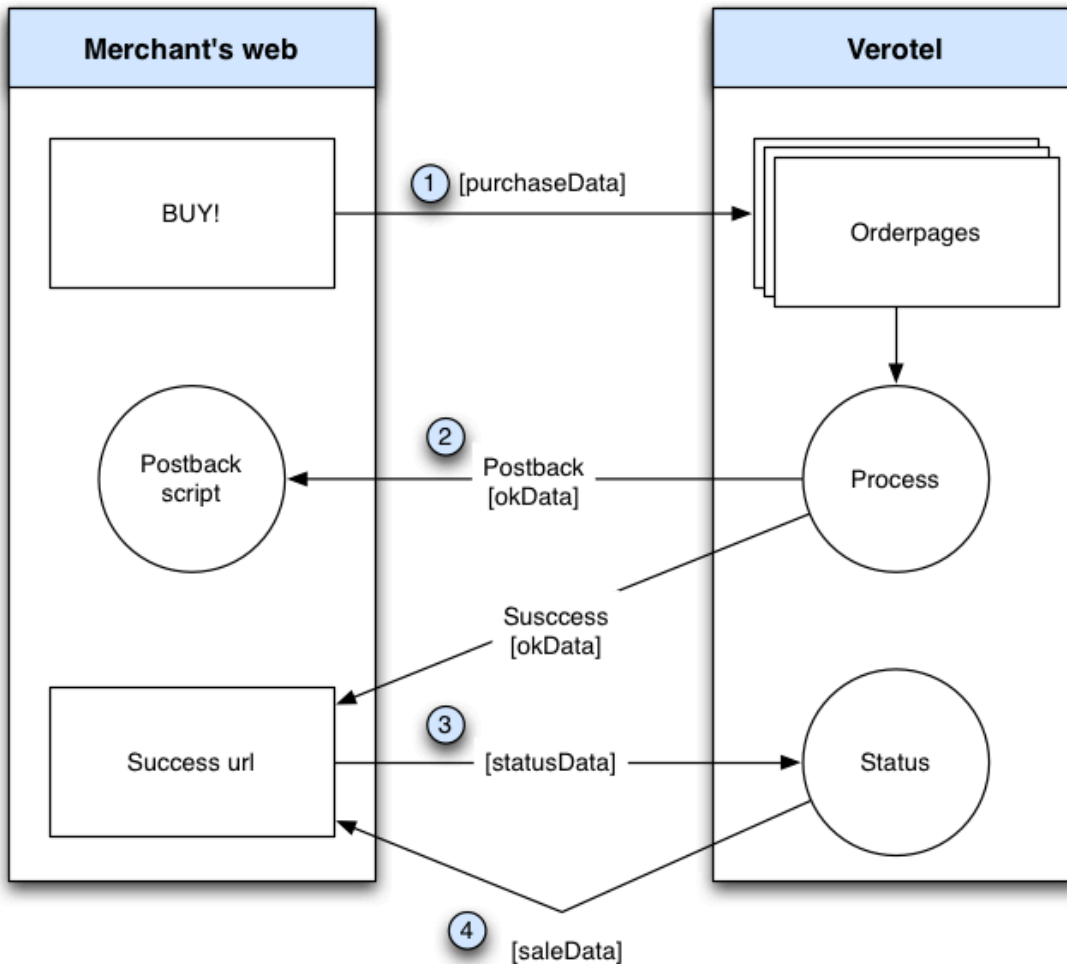 Merchant's web
Verotel
BUY!
1
[purchaseData]
Orderpages
Postback
script
2
Postback
[okData]
Process
Susccess
[okData]
Success url
3
[statusData]
Status
4
[saleData]